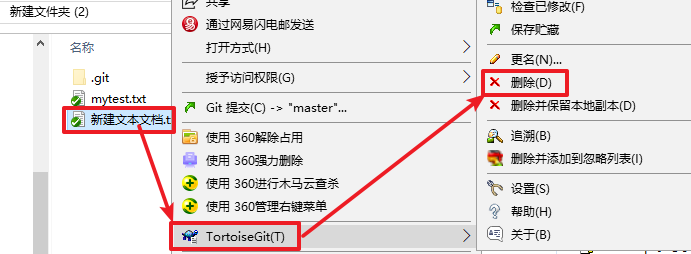 新建文件夹 (2)
名称
.git
mytest.txt
新建文本文档.t
共享
通过网易闪电邮发送
打开方式(H)
授予访问权限(G)
Git 提交(C) -> "master"...
使用 360解除占用
使用 360强力删除
使用 360进行木马云查杀
使用 360管理右键菜单
TortoiseGit(T)
检查已修改(F)
保存贮藏
更名(N)...
删除(D)
删除并保留本地副本(D)
追溯(B)
删除并添加到忽略列表(I)
设置(S)
帮助(H)
关于(B)